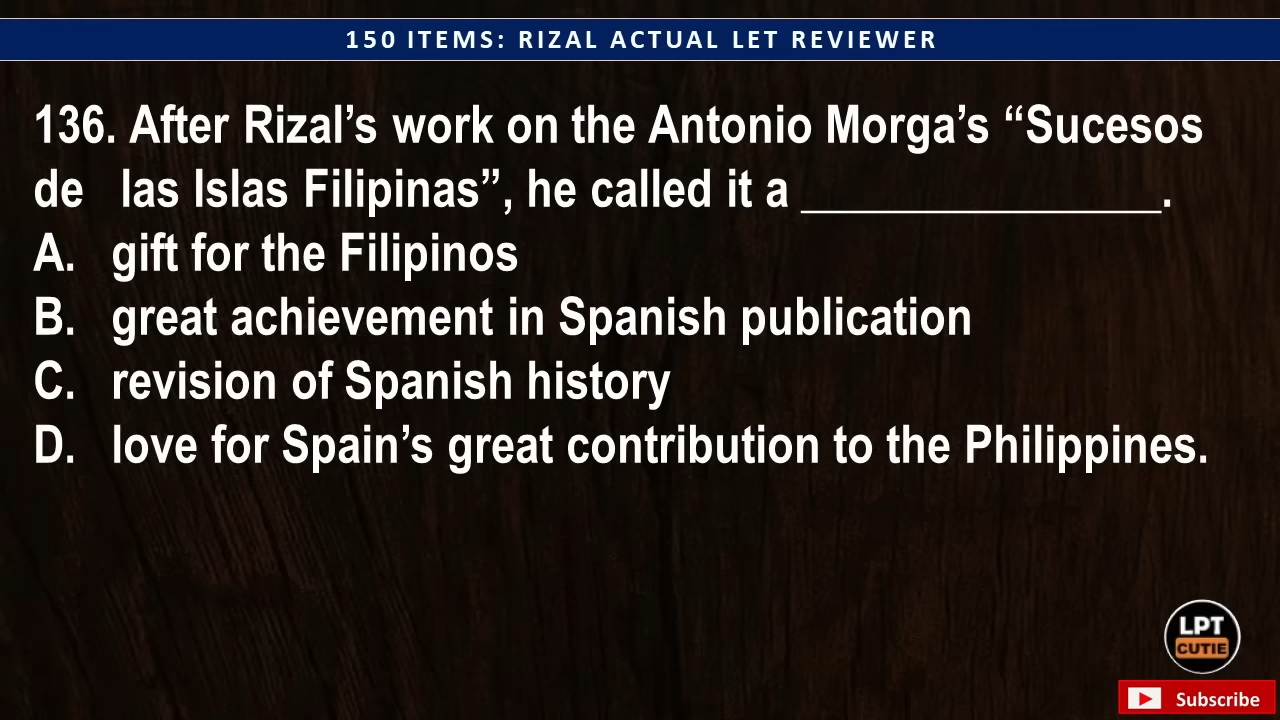 150 ITEMS: RIZAL ACTUAL LET REVIEWER
136. After Rizal’s work on the Antonio Morga’s “Sucesos
de las Islas Filipinas”, he called it a ________________.
A. gift for the Filipinos
B. great achievement in Spanish publication
C. revision of Spanish history
D. love for Spain’s great contribution to the Philippines.
LPT
CUTIE
Subscribe